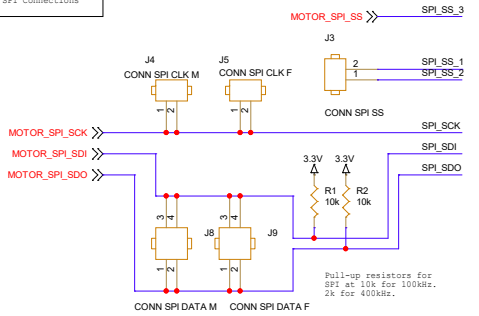 SPI Connections
MOTOR_SPI_SS
SPI_SS_3
J3
J4
J5
CONN SPI CLK M
CONN SPI CLK F
2
1
SPI_SS_1
SPI_SS_2
1
2
1
2
CONN SPI SS
MOTOR_SPI_SCK
SPI_SCK
MOTOR_SPI_SDI
SPI_SDI
MOTOR_SPI_SDO
SPI_SDO
3.3V
3.3V
R1
10k
R2
10k
3
4
3
4
J8
J9
1
2
1
2
Pull-up resistors for
SPI at 10k for 100kHz.
2k for 400kHz.
CONN SPI DATA M
CONN SPI DATA F